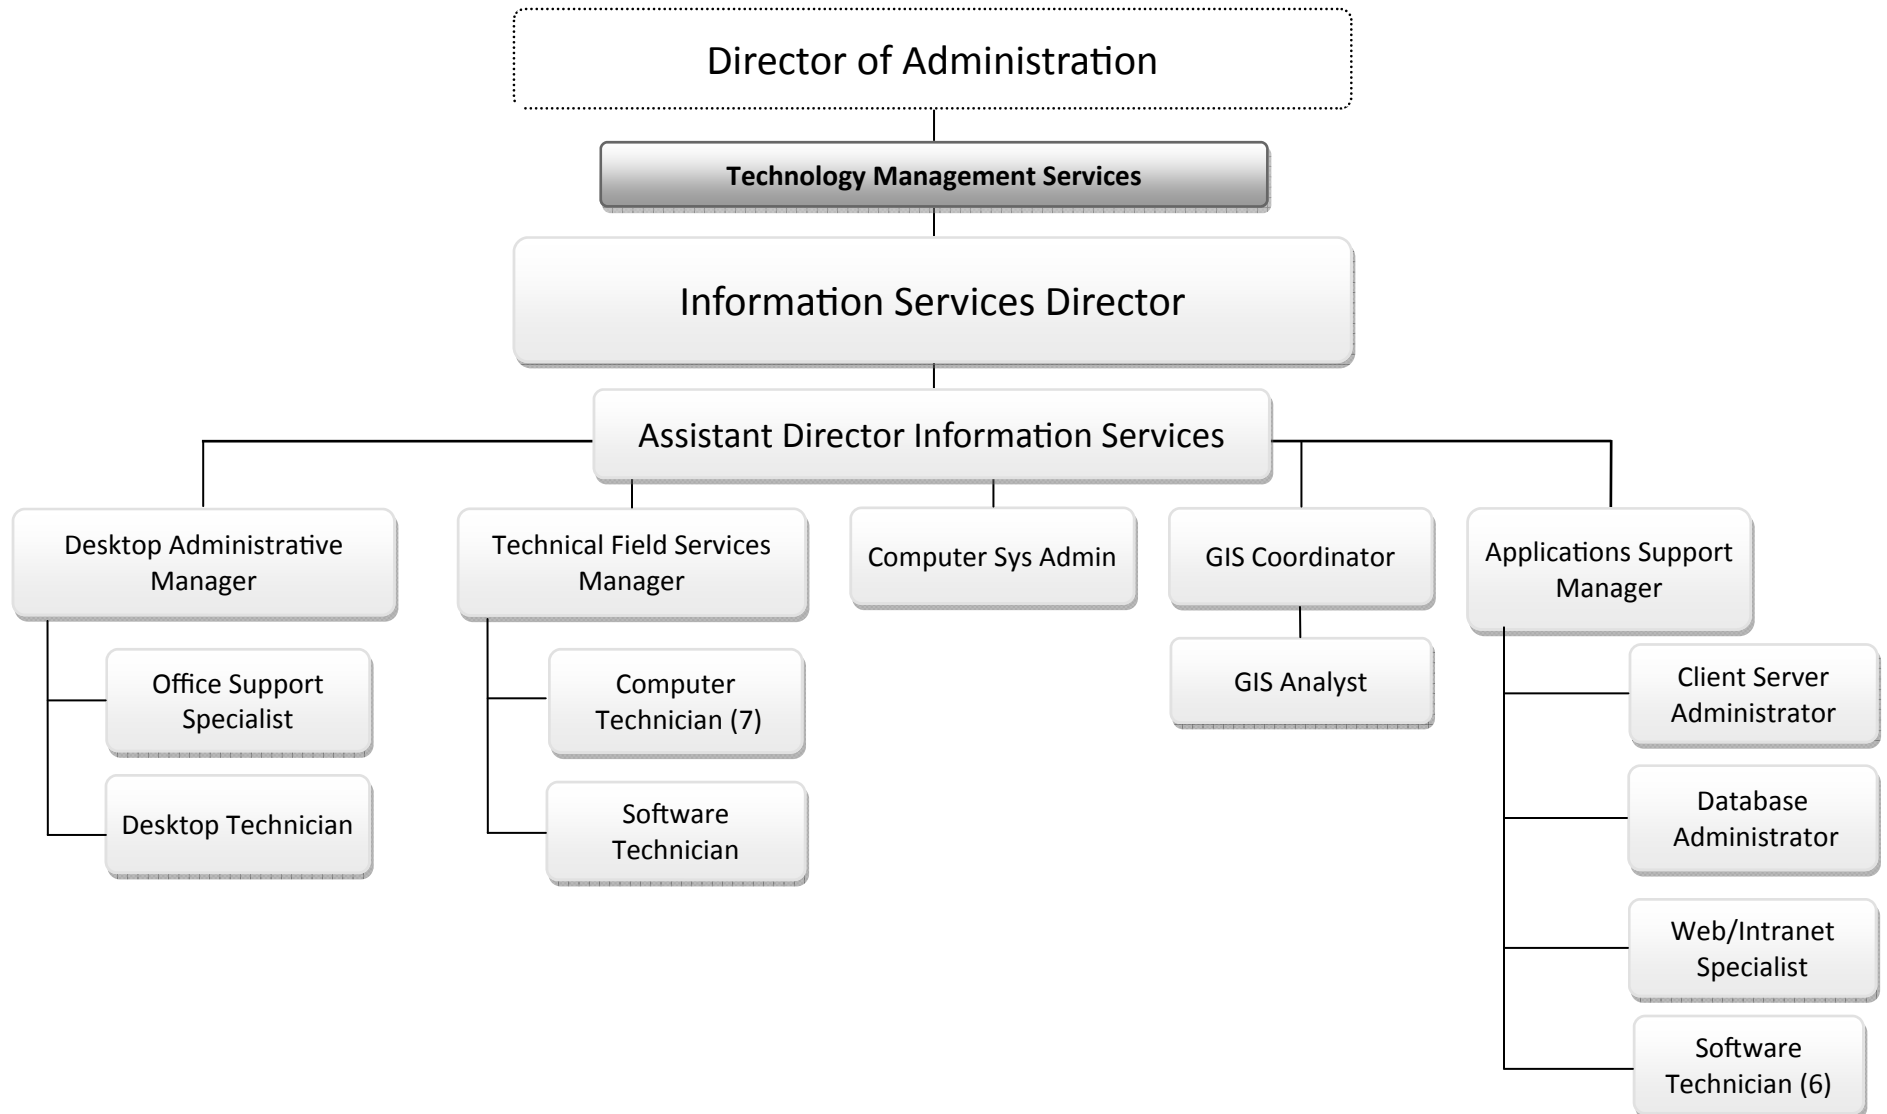 Director of Administration
Technology Management Services
Information Services Director
Assistant Director Information Services
Desktop Administrative
Manager
Technical Field Services
Manager
Computer Sys Admin
GIS Coordinator
Applications Support
Manager
Office Support
Specialist
Desktop Technician
Computer
Technician (7)
Software
Technician
GIS Analyst
Client Server
Administrator
Database
Administrator
Web/Intranet
Specialist
Software
Technician (6)